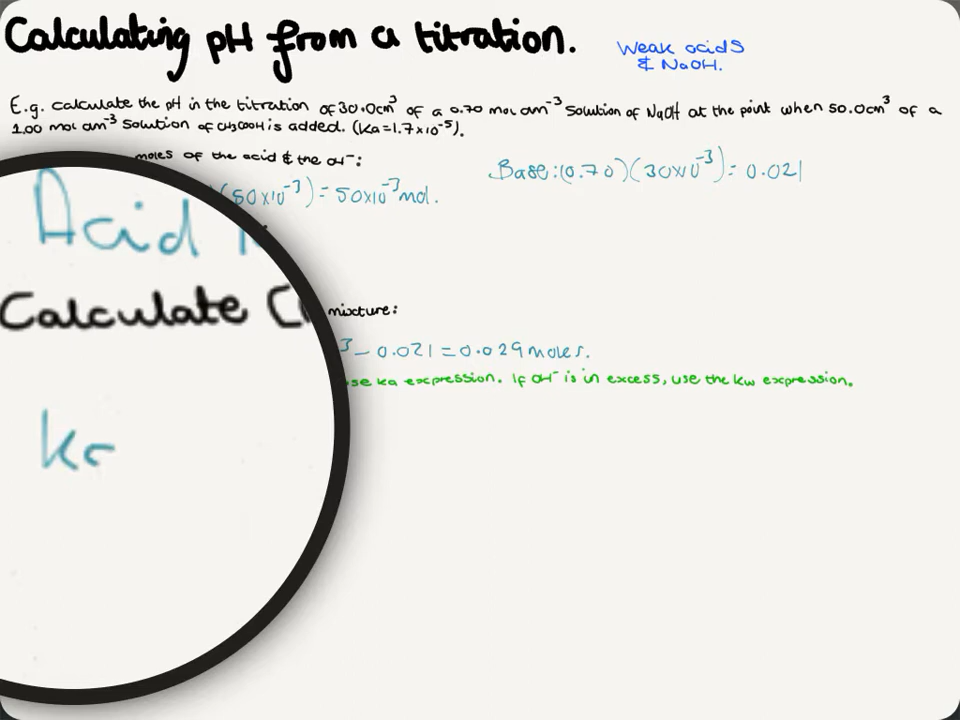 Calculating pH from a titration.
Weak acids
& NaOH.
E.g. calculate the pH in the titration of 30.0cm³ of a 0.70 mol dm⁻³ solution of NaOH at the point when 50.0cm³ of a
1.00 mol dm⁻³ solution of CH3COOH is added. (Ka=1.7x10⁻⁵).
moles of the acid & the OH⁻:
Base:(0.70)(30x10⁻³)= 0.021
(50x10⁻³)= 50x10⁻³mol.
Acid
Calculate
mixture:
³ - 0.021 = 0.029 moles.
ka expression. If OH⁻ is in excess, use the kw expression.